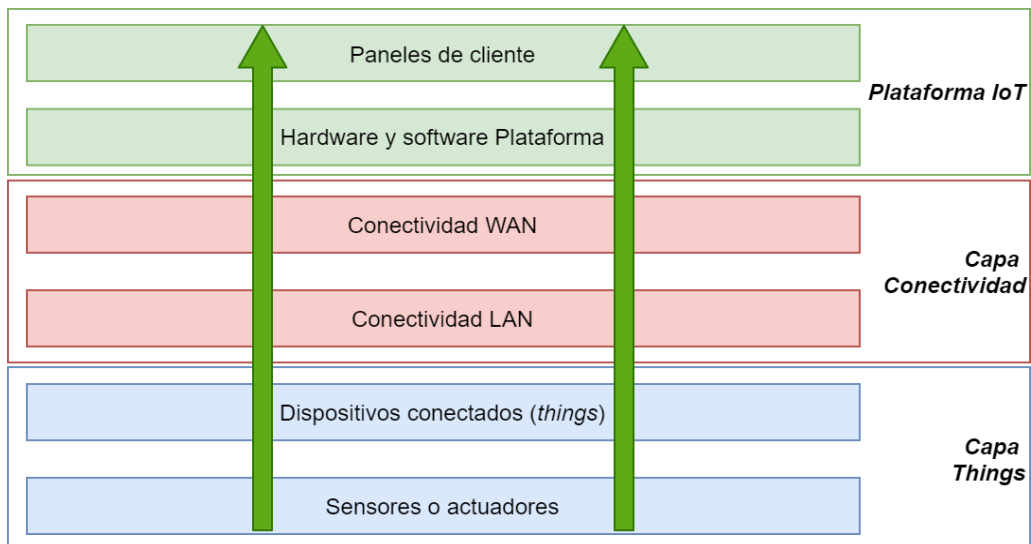 Paneles de cliente
Plataforma IoT
Hardware y software Plataforma
Conectividad WAN
Capa
Conectividad
Conectividad LAN
Dispositivos conectados (things)
Capa
Things
Sensores o actuadores